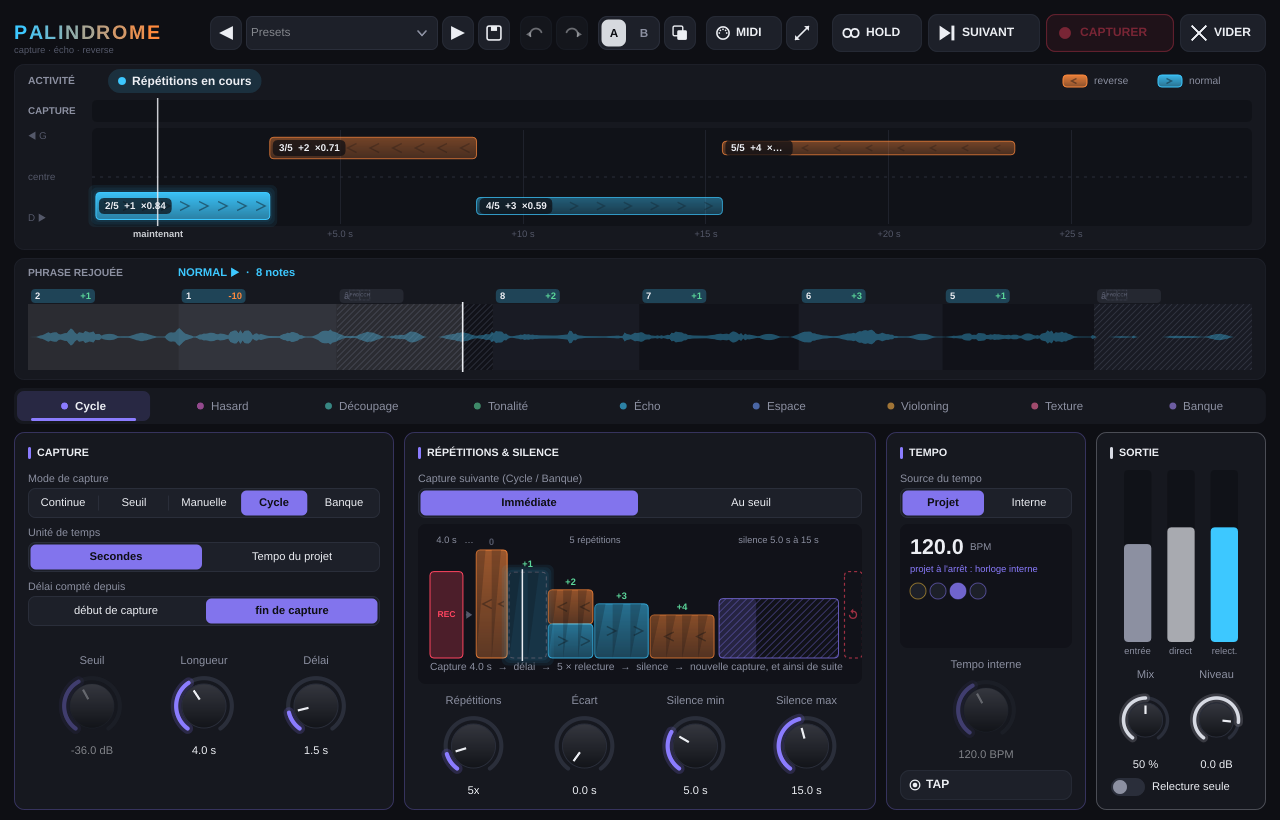 PALINDROME
capture · écho · reverse
Presets
A B
MIDI
HOLD
SUIVANT
CAPTURER
VIDER
ACTIVITÉ
Répétitions en cours
reverse
normal
CAPTURE
G
centre
D
3/5 +2 ×0.71
5/5 +4 ×…
2/5 +1 ×0.84
4/5 +3 ×0.59
maintenant
+5.0 s
+10 s
+15 s
+20 s
+25 s
PHRASE REJOUÉE
NORMAL · 8 notes
2 +1
1 -10
8 +2
7 +1
6 +3
5 +1
Cycle
Hasard
Découpage
Tonalité
Écho
Espace
Violoning
Texture
Banque
CAPTURE
Mode de capture
Continue
Seuil
Manuelle
Cycle
Banque
Unité de temps
Secondes
Tempo du projet
Délai compté depuis
début de capture
fin de capture
Seuil
Longueur
Délai
-36.0 dB
4.0 s
1.5 s
RÉPÉTITIONS & SILENCE
Capture suivante (Cycle / Banque)
Immédiate
Au seuil
4.0 s … 0
5 répétitions
silence 5.0 s à 15 s
+1
+2
+3
+4
REC
Capture 4.0 s → délai → 5 × relecture → silence → nouvelle capture, et ainsi de suite
Répétitions
Écart
Silence min
Silence max
5x
0.0 s
5.0 s
15.0 s
TEMPO
Source du tempo
Projet
Interne
120.0 BPM
projet à l'arrêt : horloge interne
Tempo interne
120.0 BPM
TAP
SORTIE
entrée
direct
relect.
Mix
Niveau
50 %
0.0 dB
Relecture seule